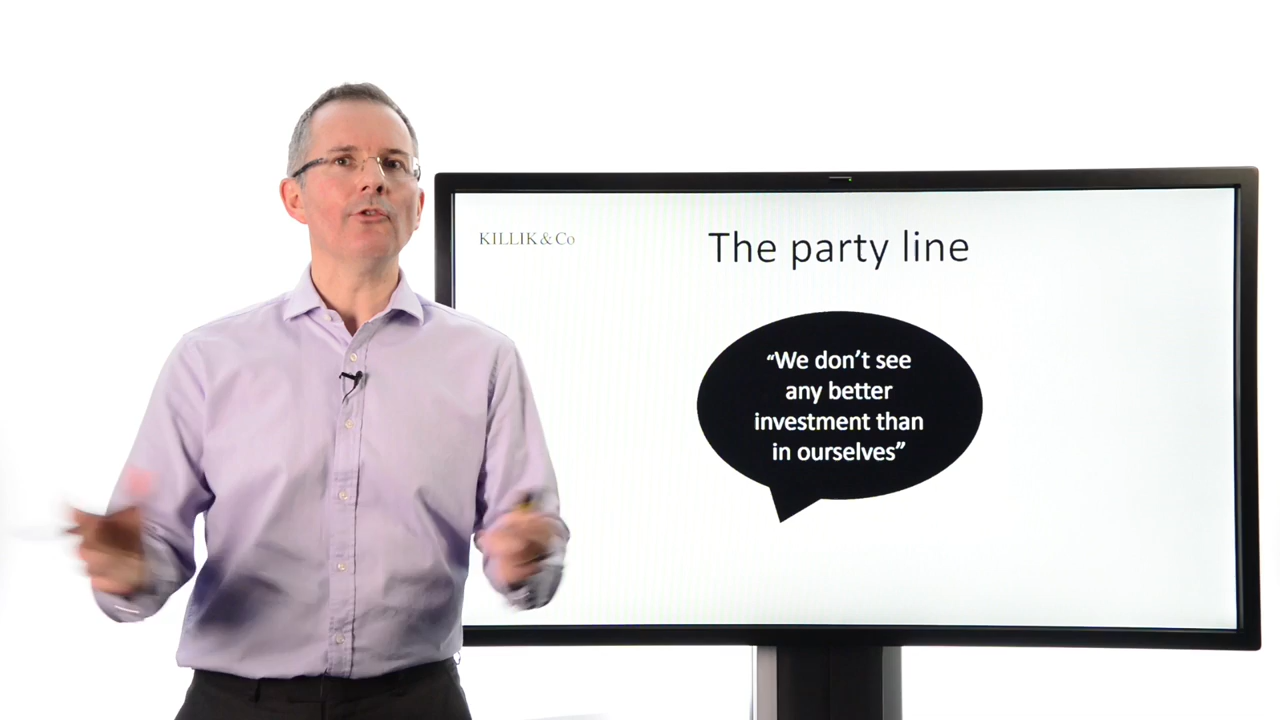 KILLIK & Co
The party line
“We don’t see
any better
investment than
in ourselves”